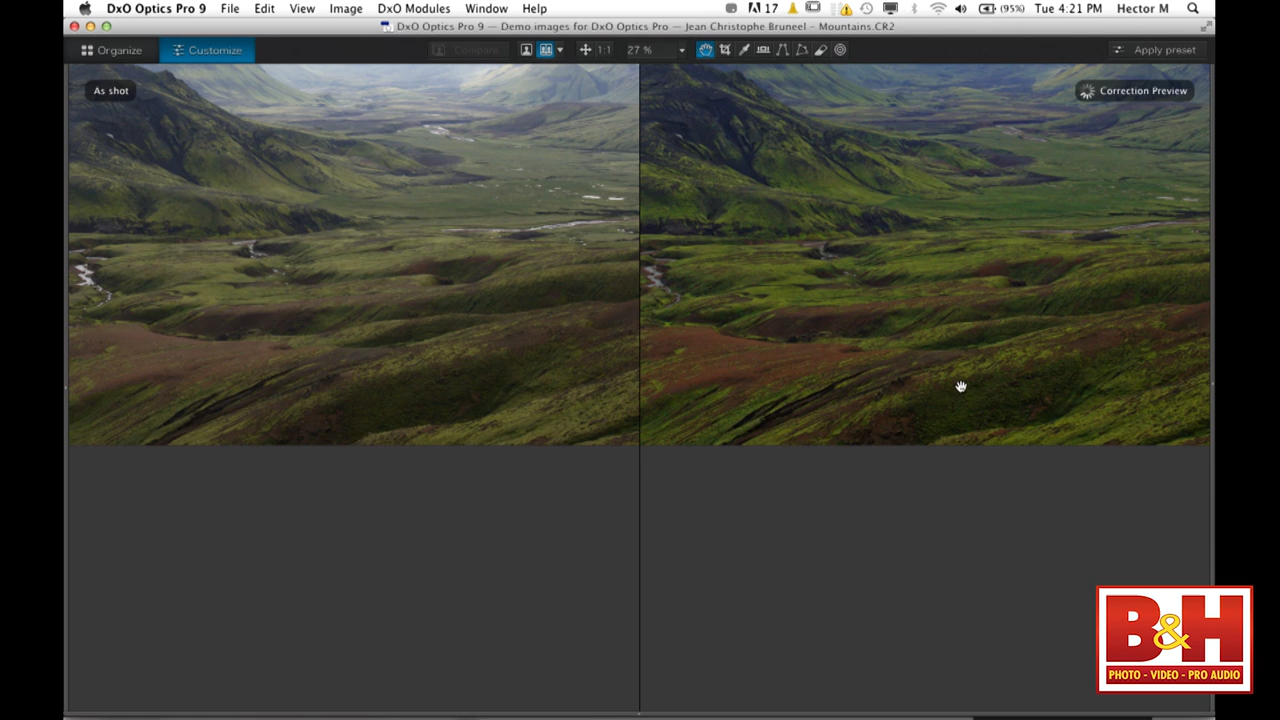 DxO Optics Pro 9 File Edit View Image DxO Modules Window Help 17 (95%) Tue 4:21 PM Hector M
DxO Optics Pro 9 — Demo images for DxO Optics Pro — Jean Christophe Bruneel - Mountains.CR2
Organize Customize Compare 1:1 27 % Apply preset
As shot
Correction Preview
B&H
PHOTO - VIDEO - PRO AUDIO